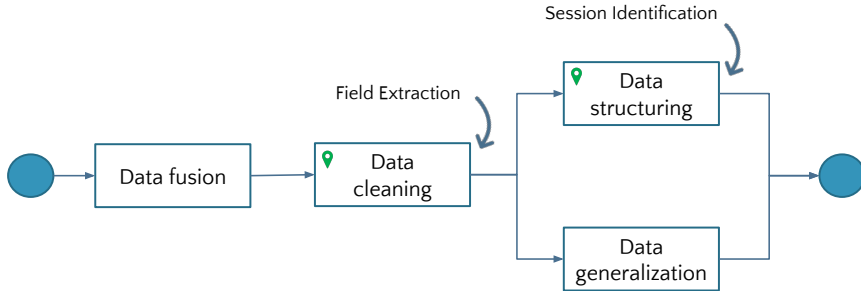 Session Identification
Field Extraction
Data
structuring
Data fusion
Data
cleaning
Data
generalization